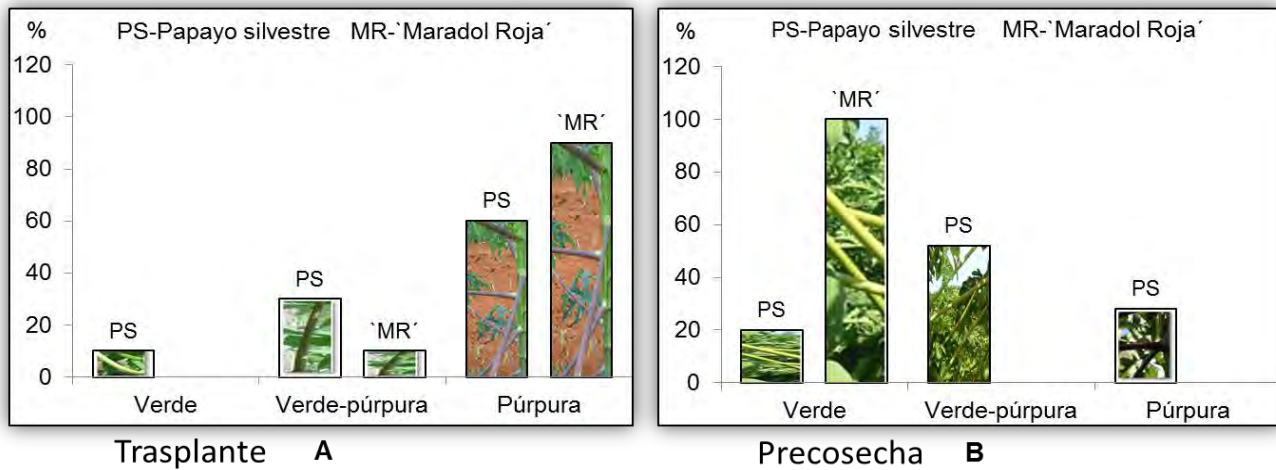 % PS-Papayo silvestre MR-`Maradol Roja´
120
100
80
60
40
20
0
PS
PS
`MR´
PS
`MR´
Verde Verde-púrpura Púrpura
Trasplante A
% PS-Papayo silvestre MR-`Maradol Roja´
120
100
80
60
40
20
0
PS
`MR´
PS
PS
Verde Verde-púrpura Púrpura
Precosecha B